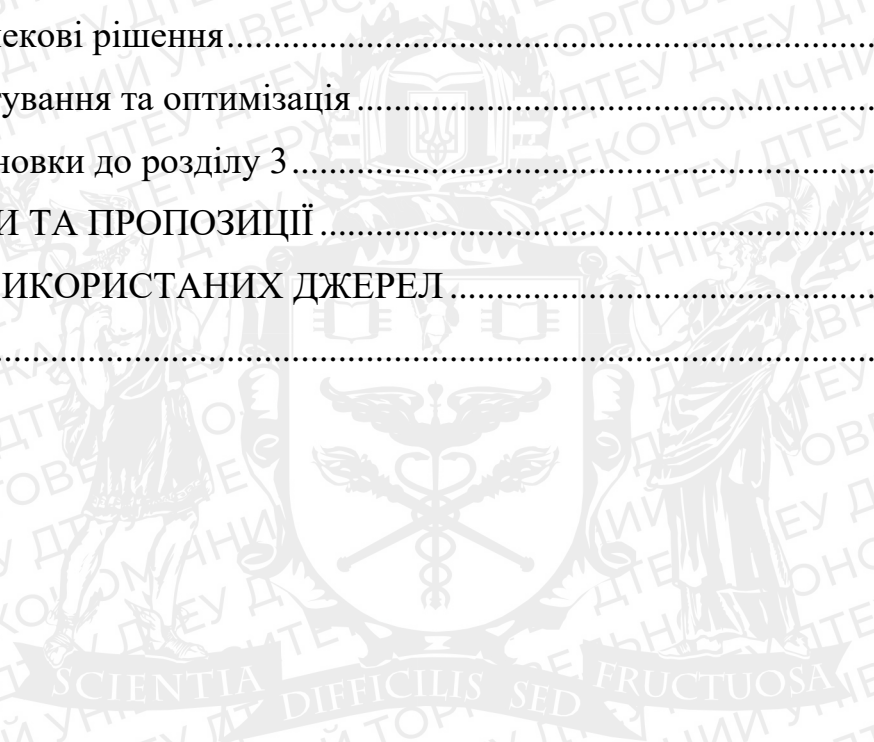 екові рішення
ування та оптимізація
новки до розділу 3
И ТА ПРОПОЗИЦІЇ
ИКОРИСТАНИХ ДЖЕРЕЛ
SCIENTIA DIFFICILIS SED FRUCTUOSA